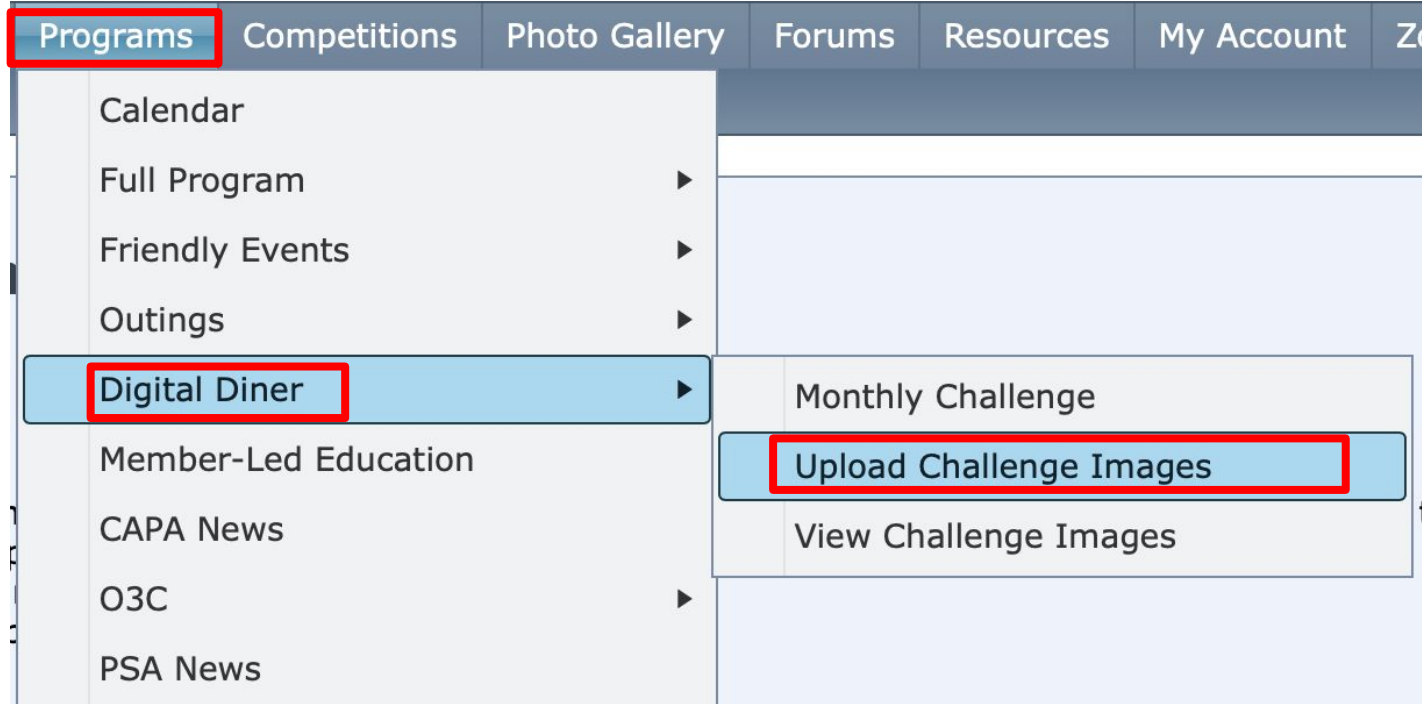 Programs Competitions Photo Gallery Forums Resources My Account
Calendar
Full Program
Friendly Events
Outings
Digital Diner
Monthly Challenge
Member-Led Education
Upload Challenge Images
CAPA News
View Challenge Images
O3C
PSA News